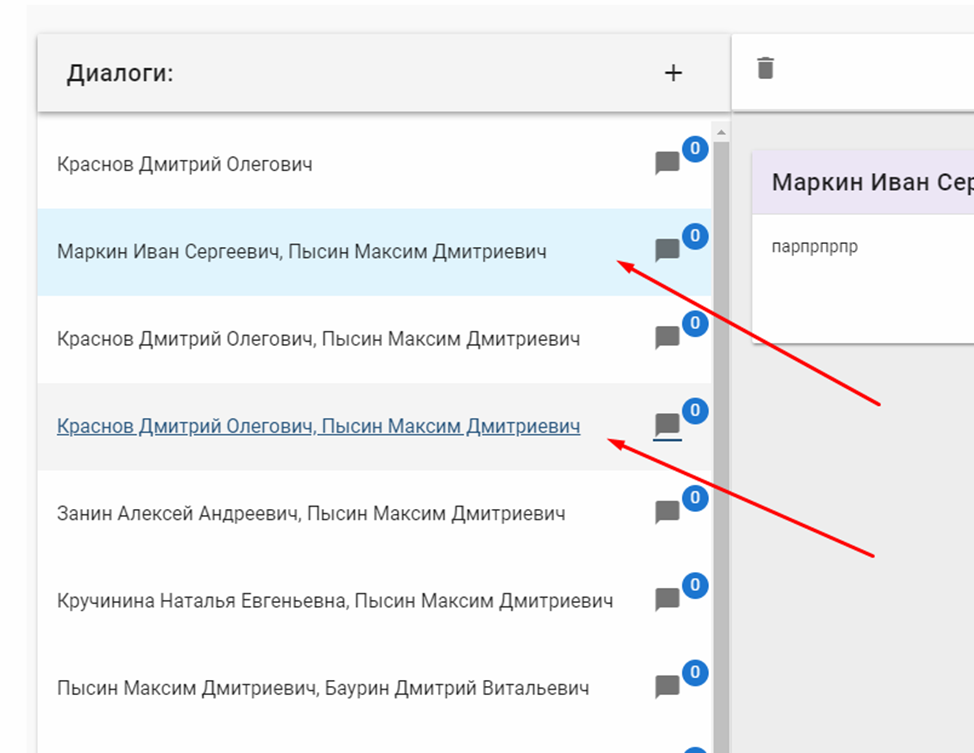 Диалоги: +
Краснов Дмитрий Олегович 0
Маркин Иван Сергеевич, Пысин Максим Дмитриевич 0
Краснов Дмитрий Олегович, Пысин Максим Дмитриевич 0
Краснов Дмитрий Олегович, Пысин Максим Дмитриевич 0
Занин Алексей Андреевич, Пысин Максим Дмитриевич 0
Кручинина Наталья Евгеньевна, Пысин Максим Дмитриевич 0
Пысин Максим Дмитриевич, Баурин Дмитрий Витальевич 0
Маркин Иван Сер
парпрпрпр